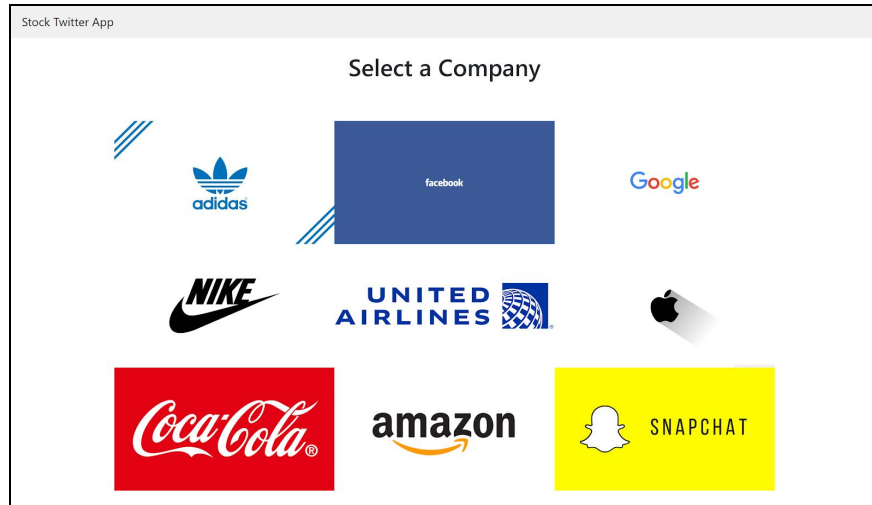 Stock Twitter App
Select a Company
adidas
facebook
Google
NIKE
UNITED
AIRLINES
Coca-Cola®
amazon
SNAPCHAT